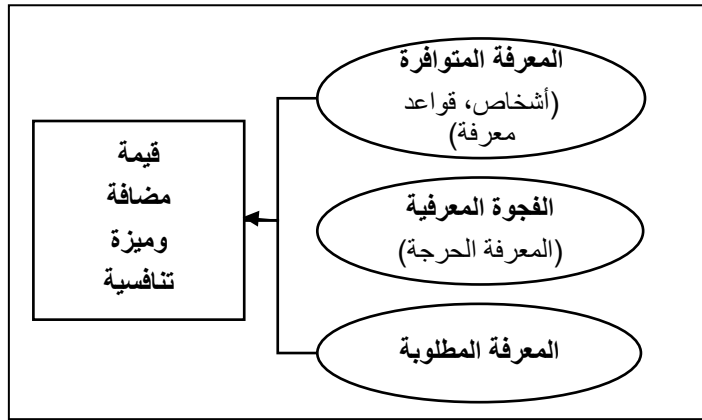 المعرفة المتوافرة
(أشخاص، قواعد
معرفة)
الفجوة المعرفية
(المعرفة الحرجة)
المعرفة المطلوبة
قيمة
مضافة
وميزة
تنافسية